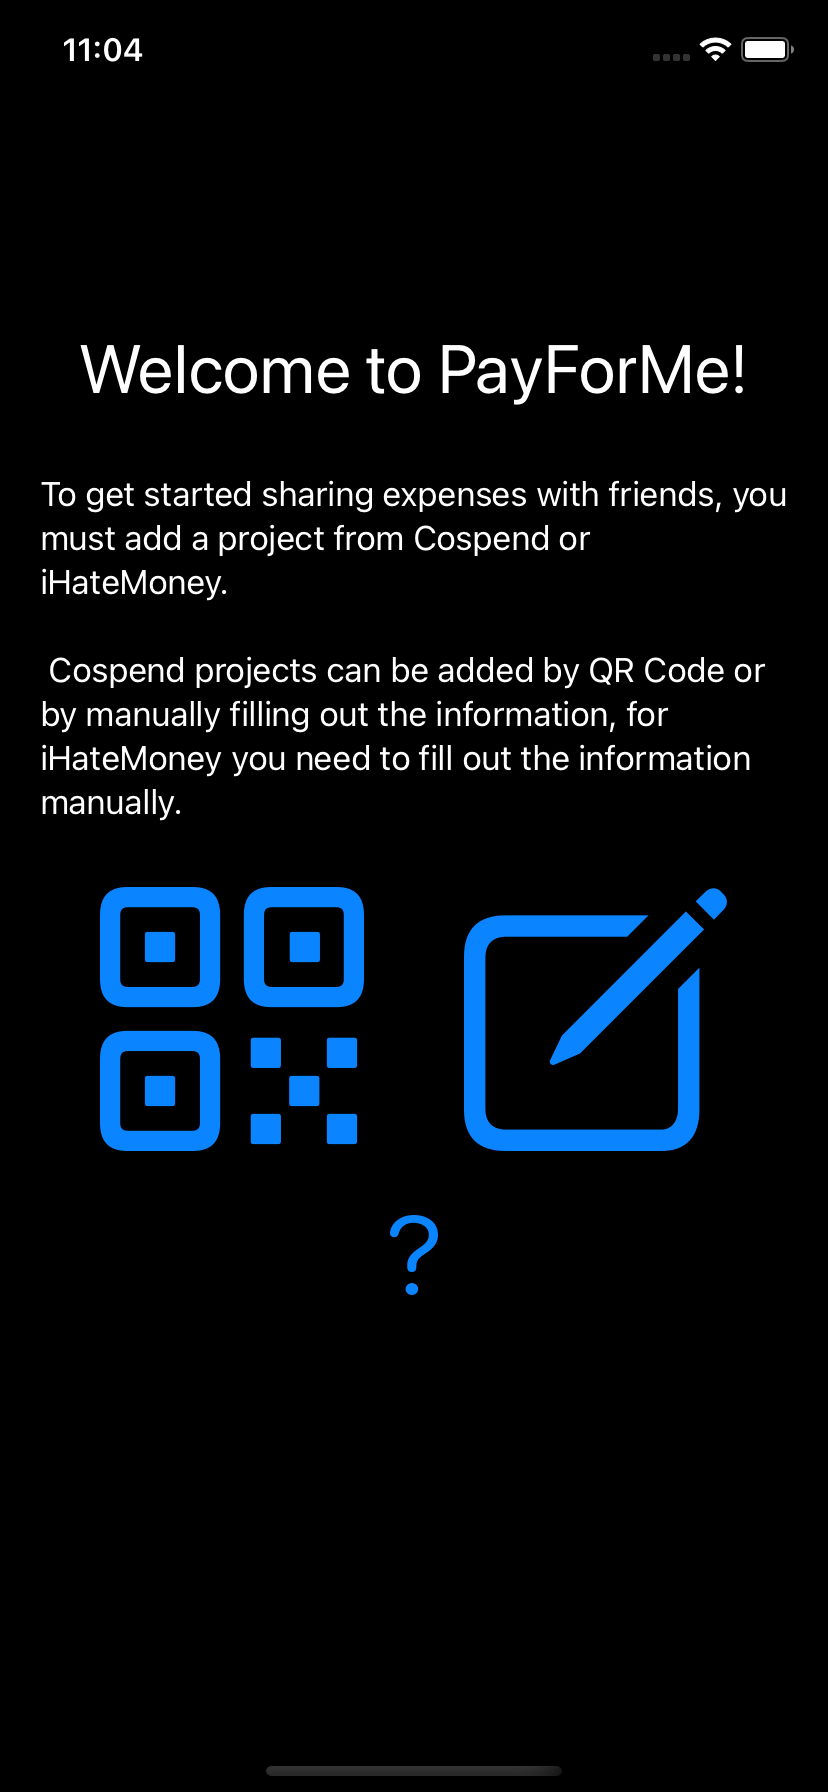 11:04
Welcome to PayForMe!
To get started sharing expenses with friends, you
must add a project from Cospend or
iHateMoney.
Cospend projects can be added by QR Code or
by manually filling out the information, for
iHateMoney you need to fill out the information
manually.
?